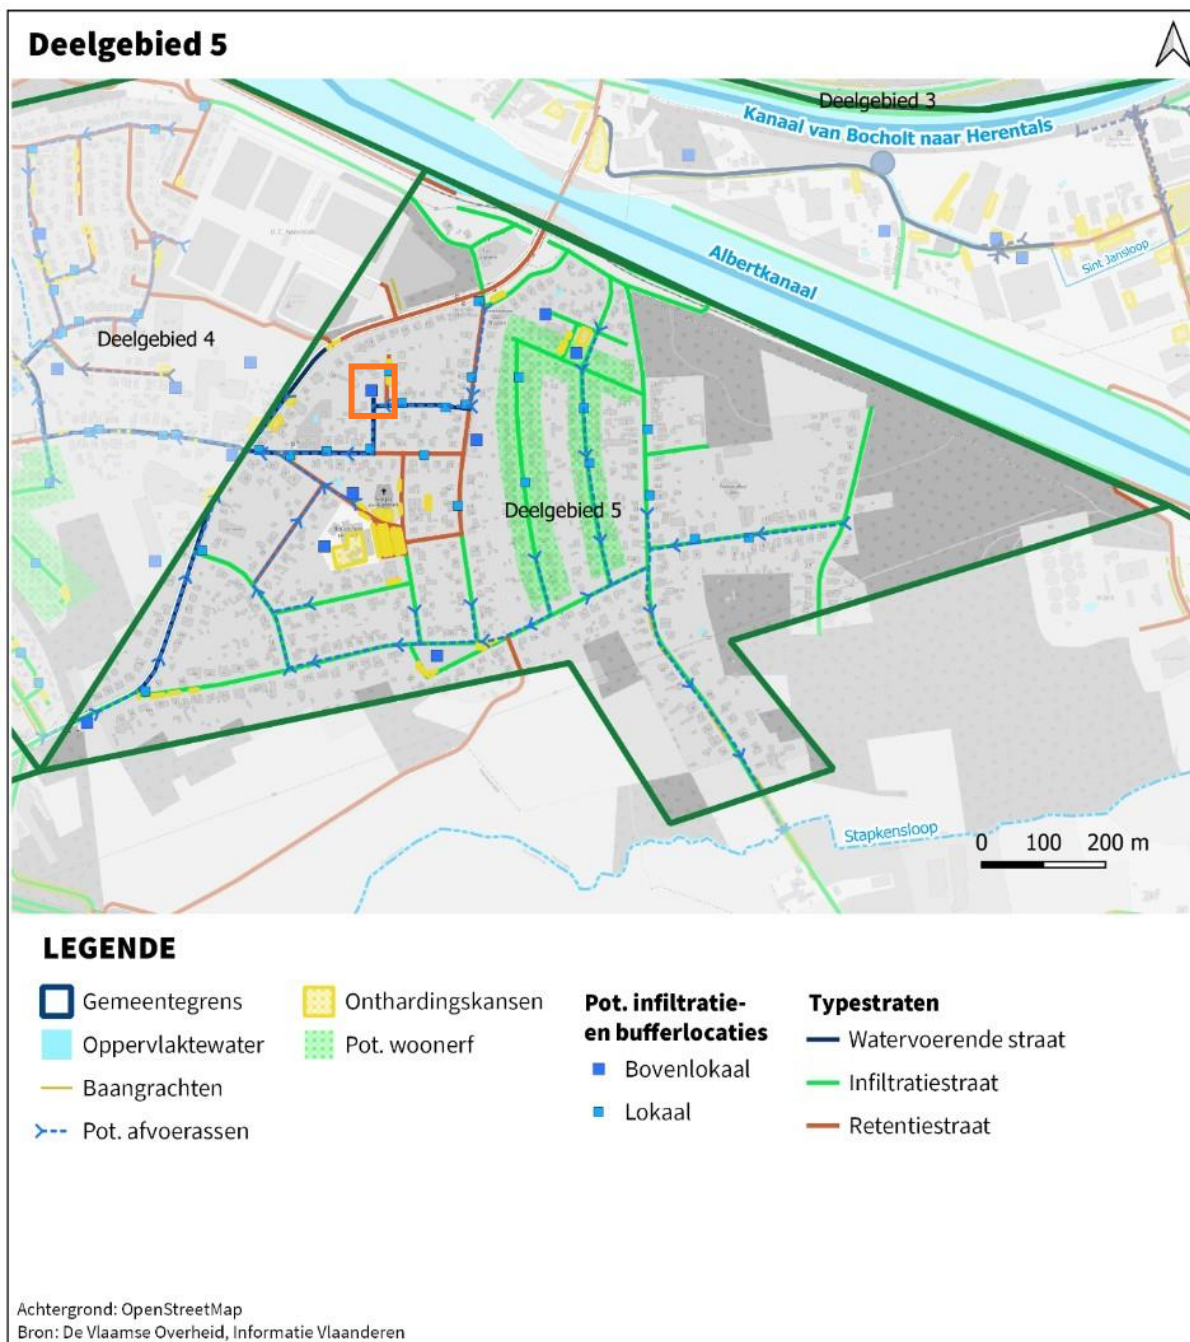 Deelgebied 5
Deelgebied 3
Kanaal van Bocholt naar Herentals
Albertkanaal
Sint Jansloop
Deelgebied 4
Deelgebied 5
Stapkensloop
0 100 200 m
LEGENDE
Gemeentegrens
Oppervlaktewater
Baangrachten
Pot. afvoerassen
Onthardingskansen
Pot. woonerf
Pot. infiltratie-
en bufferlocaties
Bovenlokaal
Lokaal
Typestraten
Watervoerende straat
Infiltratiestraat
Retentiestraat
Achtergrond: OpenStreetMap
Bron: De Vlaamse Overheid, Informatie Vlaanderen